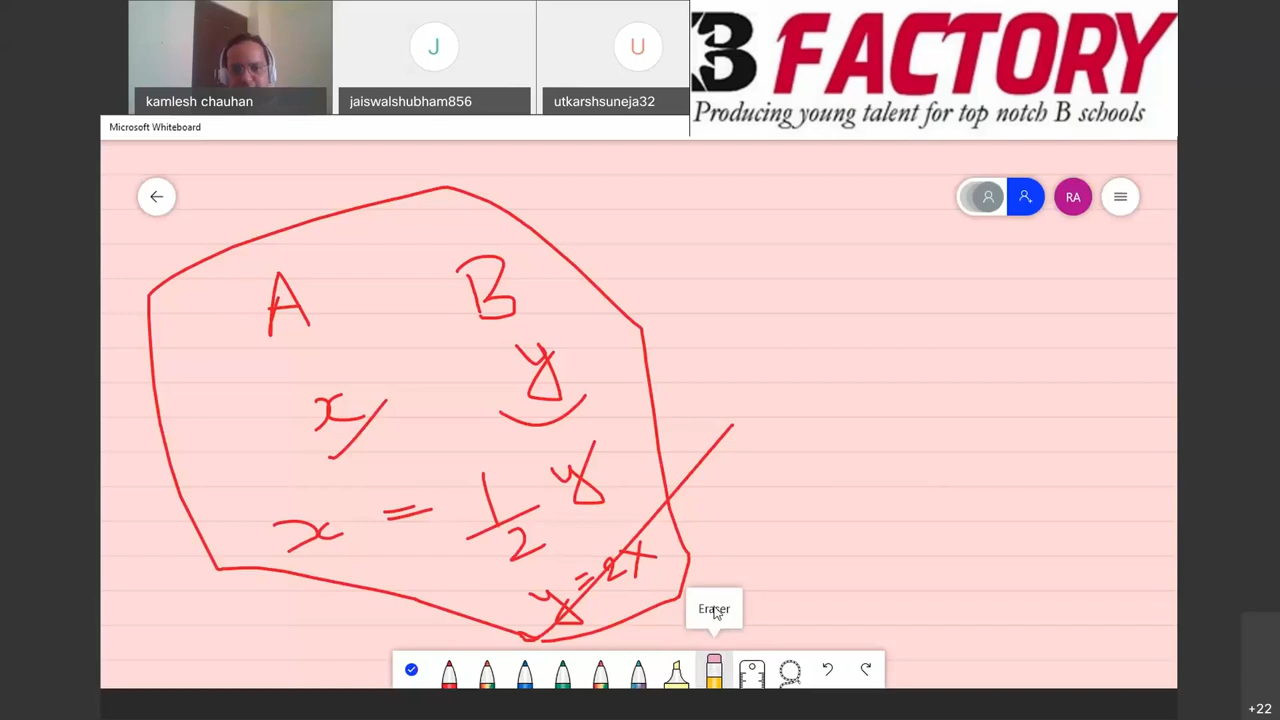 kamlesh chauhan
J
jaiswalshubham856
U
utkarshsuneja32
B FACTORY
Producing young talent for top notch B schools
Microsoft Whiteboard
RA
A B
x y
x = 1/2 y
y = 2x
Eraser
+22